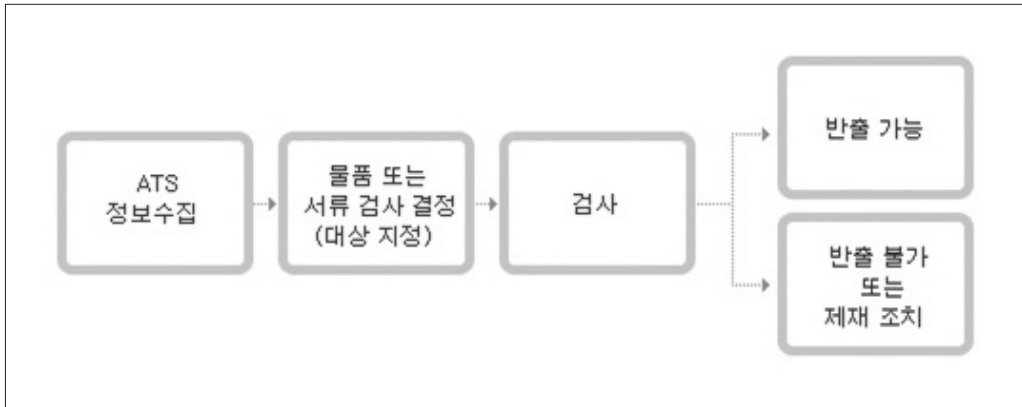 ATS
정보수집
물품 또는
서류 검사 결정
(대상 지정)
검사
반출 가능
반출 불가
또는
제재 조치